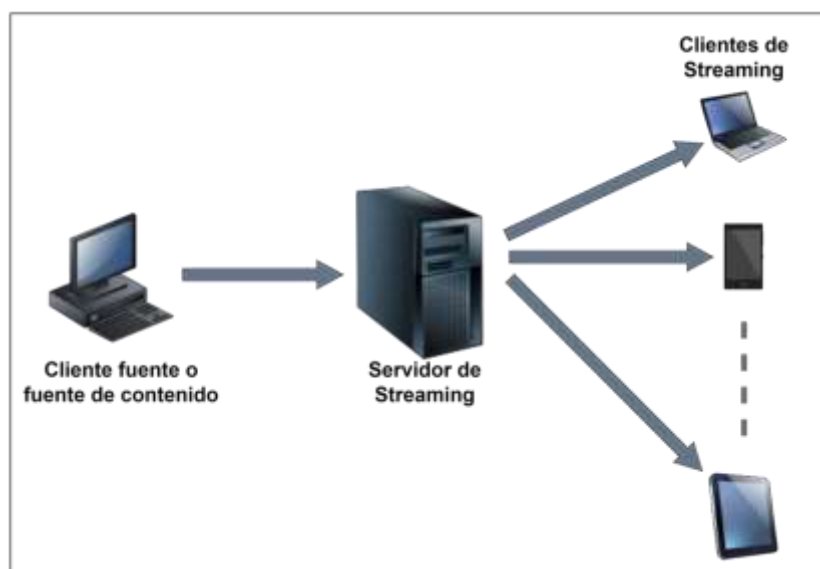 Clientes de
Streaming
Cliente fuente o
fuente de contenido
Servidor de
Streaming